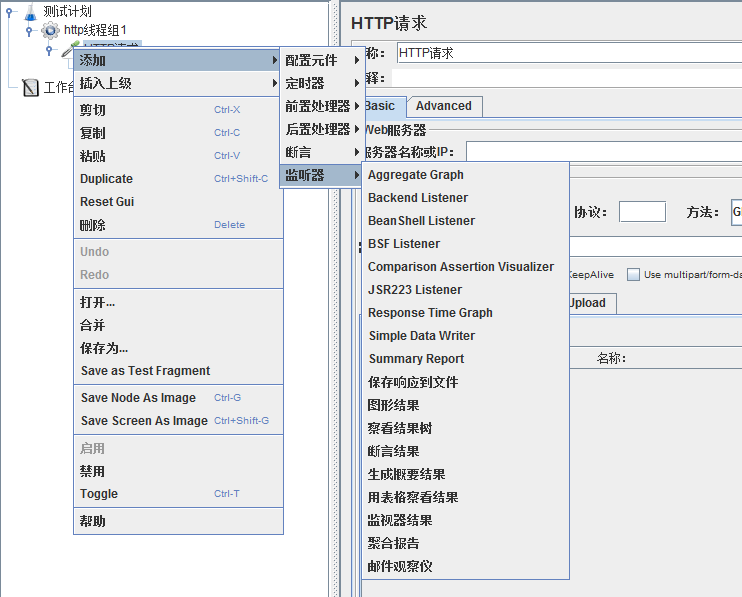 测试计划
http线程组1
HTTP请求
工作台
添加
插入上级
剪切 Ctrl-X
复制 Ctrl-C
粘贴 Ctrl-V
Duplicate Ctrl+Shift-C
Reset Gui
删除 Delete
Undo
Redo
打开...
合并
保存为...
Save as Test Fragment
Save Node As Image Ctrl-G
Save Screen As Image Ctrl+Shift-G
启用
禁用
Toggle Ctrl-T
帮助
配置元件
定时器
前置处理器
后置处理器
断言
监听器
Aggregate Graph
Backend Listener
BeanShell Listener
BSF Listener
Comparison Assertion Visualizer
JSR223 Listener
Response Time Graph
Simple Data Writer
Summary Report
保存响应到文件
图形结果
察看结果树
断言结果
生成概要结果
用表格察看结果
监视器结果
聚合报告
邮件观察仪
HTTP请求
称： HTTP请求
释：
Basic Advanced
Web服务器
服务器名称或IP：
协议： 方法： G
KeepAlive Use multipart/form-da
Upload
名称：